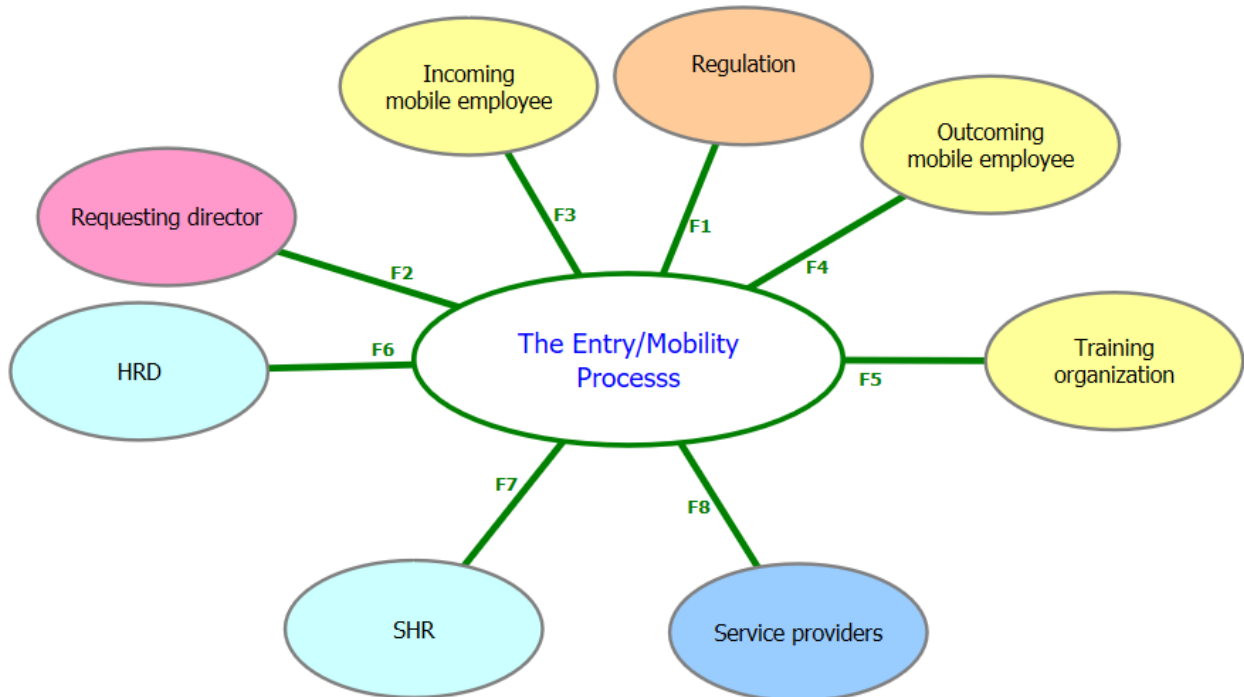 Incoming
mobile employee
Regulation
Outcoming
mobile employee
Requesting director
F3
F1
F4
F2
The Entry/Mobility
Processs
HRD
F6
F5
Training
organization
F7
F8
SHR
Service providers